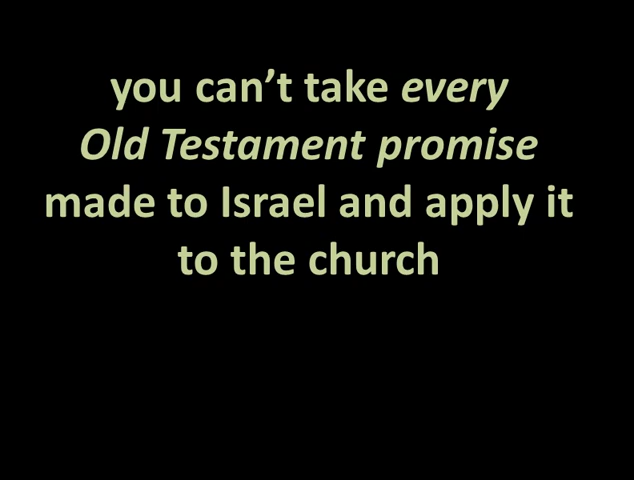 you can’t take every
Old Testament promise
made to Israel and apply it
to the church